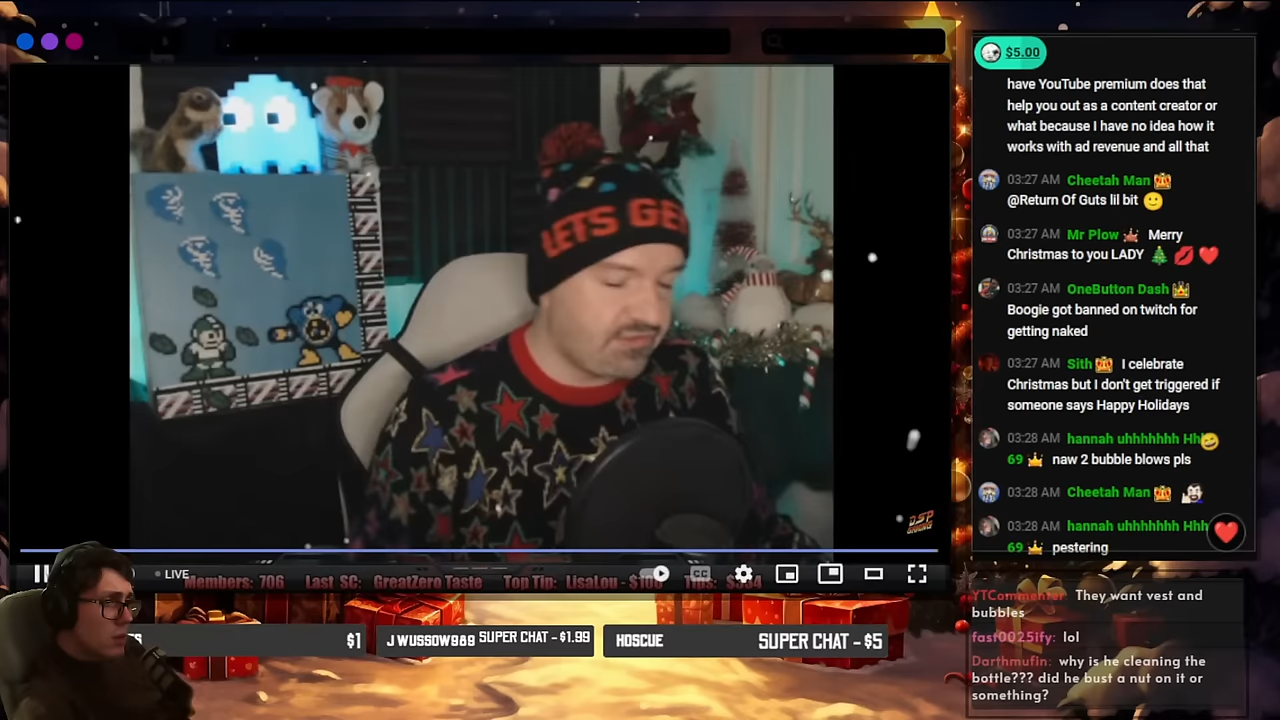 $5.00
have YouTube premium does that
help you out as a content creator or
what because I have no idea how it
works with ad revenue and all that
03:27 AM Cheetah Man
@Return Of Guts lil bit
03:27 AM Mr Plow Merry
Christmas to you LADY
03:27 AM OneButton Dash
Boogie got banned on twitch for
getting naked
03:27 AM Sith I celebrate
Christmas but I don't get triggered if
someone says Happy Holidays
03:28 AM hannah uhhhhhhh Hh
69 naw 2 bubble blows pls
03:28 AM Cheetah Man
03:28 AM hannah uhhhhhhh Hhh
69 pestering
LETS GE
DSP
GAMING
LIVE
CC
Members: 706 Last SC: GreatZero Taste Top Tip: LisaLou -
$1
J WUSSOW989 SUPER CHAT - $1.99
HOSCUE SUPER CHAT - $5
YTCommenter They want vest and
bubbles
fast0025ify: lol
Darthmufin: why is he cleaning the
bottle??? did he bust a nut on it or
something?